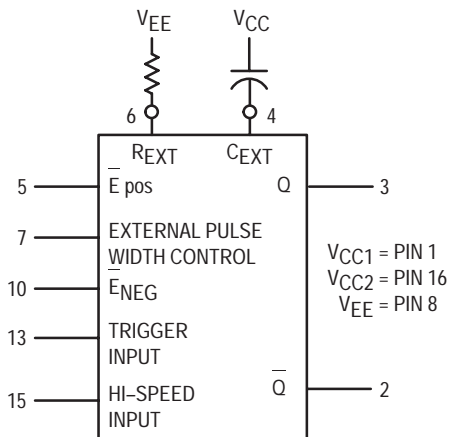 VEE VCC
6 4
REXT CEXT
5 E̅ pos Q 3
7 EXTERNAL PULSE
WIDTH CONTROL
VCC1 = PIN 1
10 E̅NEG VCC2 = PIN 16
VEE = PIN 8
13 TRIGGER
INPUT
15 HI–SPEED Q̅ 2
INPUT